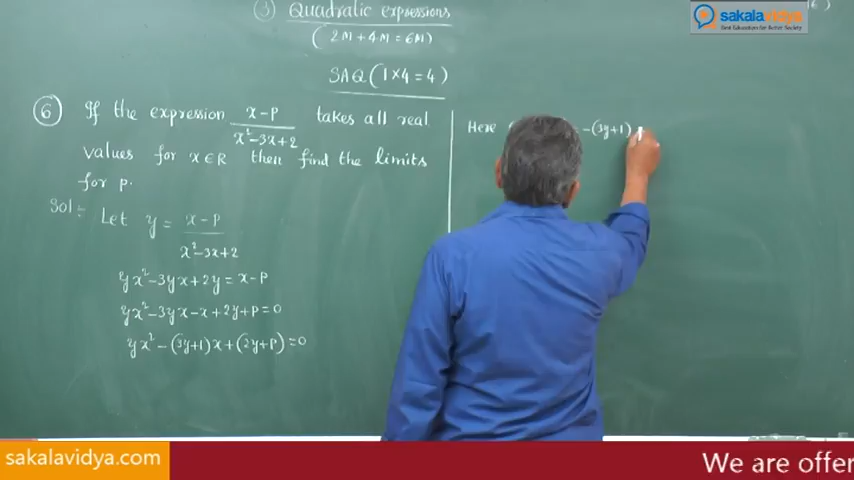 (3) Quadratic expressions
(2M+4M=6M)
SAQ (1×4=4)
(6) If the expression x-p / x²-3x+2 takes all real
values for x∈R then find the limits
for p.
Sol:
Let y = x-p / x²-3x+2
yx²-3yx+2y=x-p
yx²-3yx-x+2y+p=0
yx²-(3y+1)x+(2y+p)=0
Here -(3y+1)
sakalavidya
sakalavidya.com
We are offer